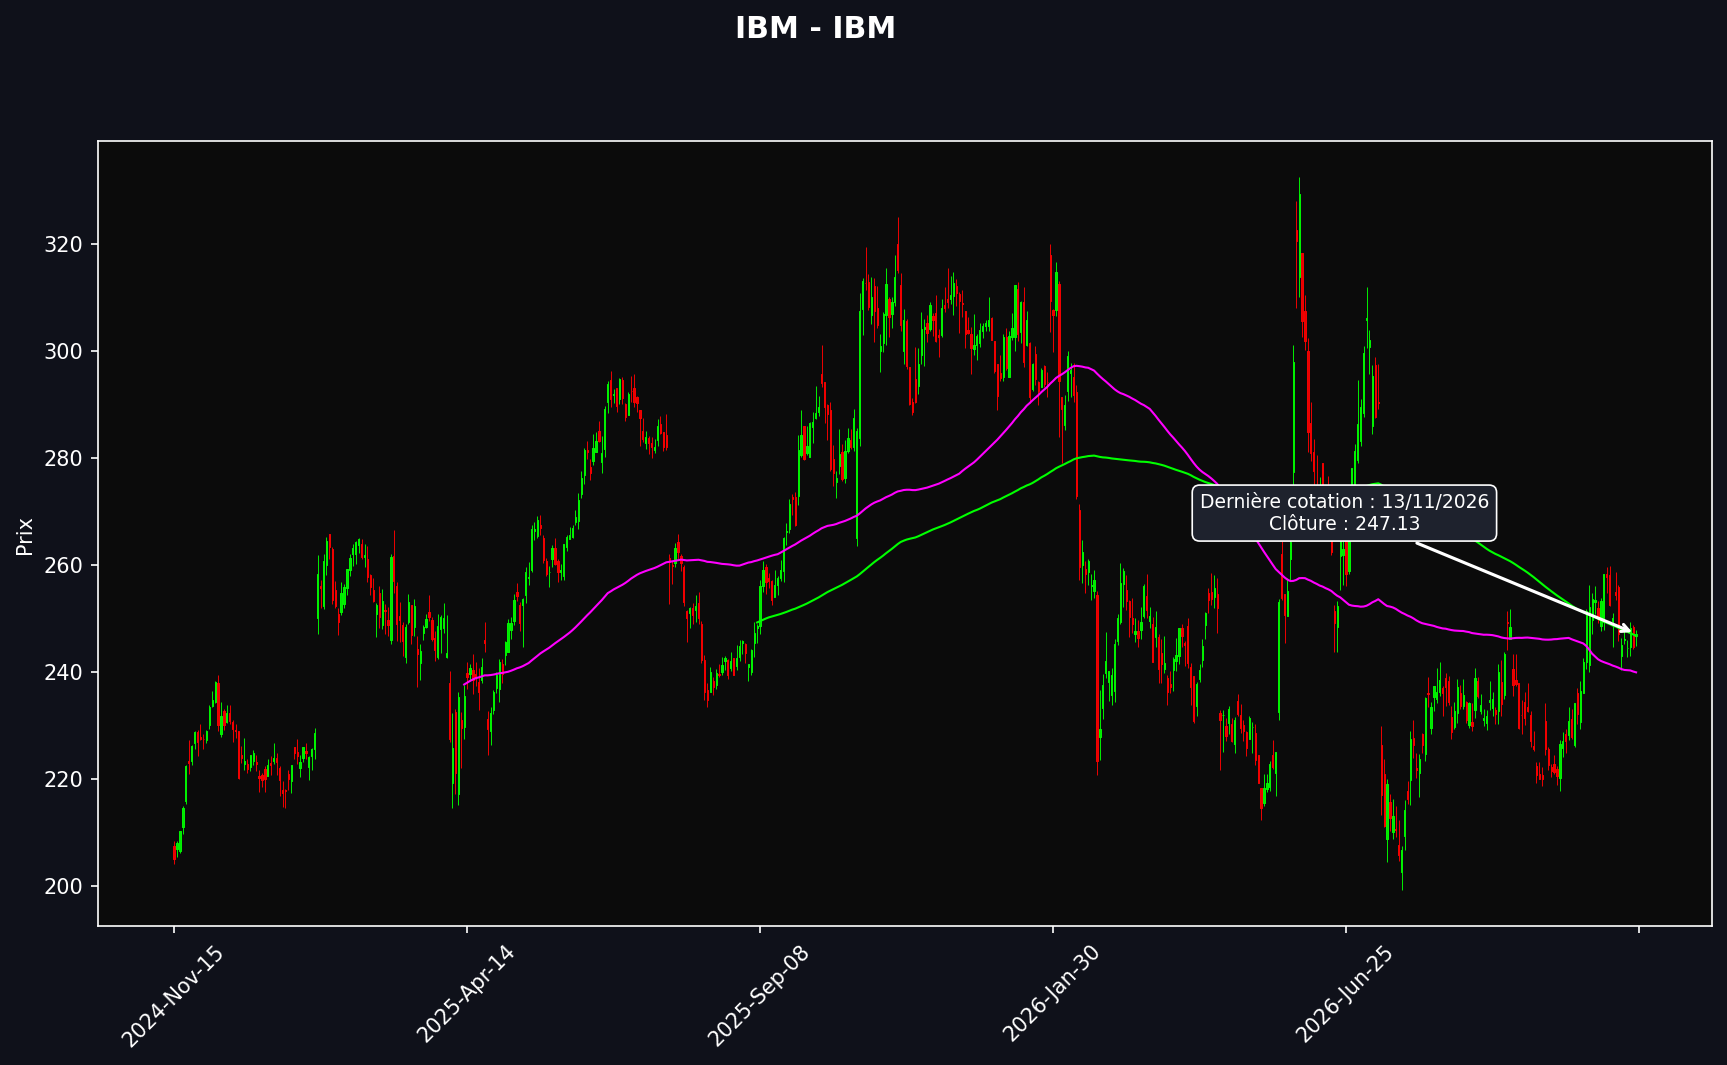 IBM - IBM
Prix
320
300
280
260
240
220
200
Dernière cotation : 13/11/2026
Clôture : 247.13
2024-Nov-15
2025-Apr-14
2025-Sep-08
2026-Jan-30
2026-Jun-25